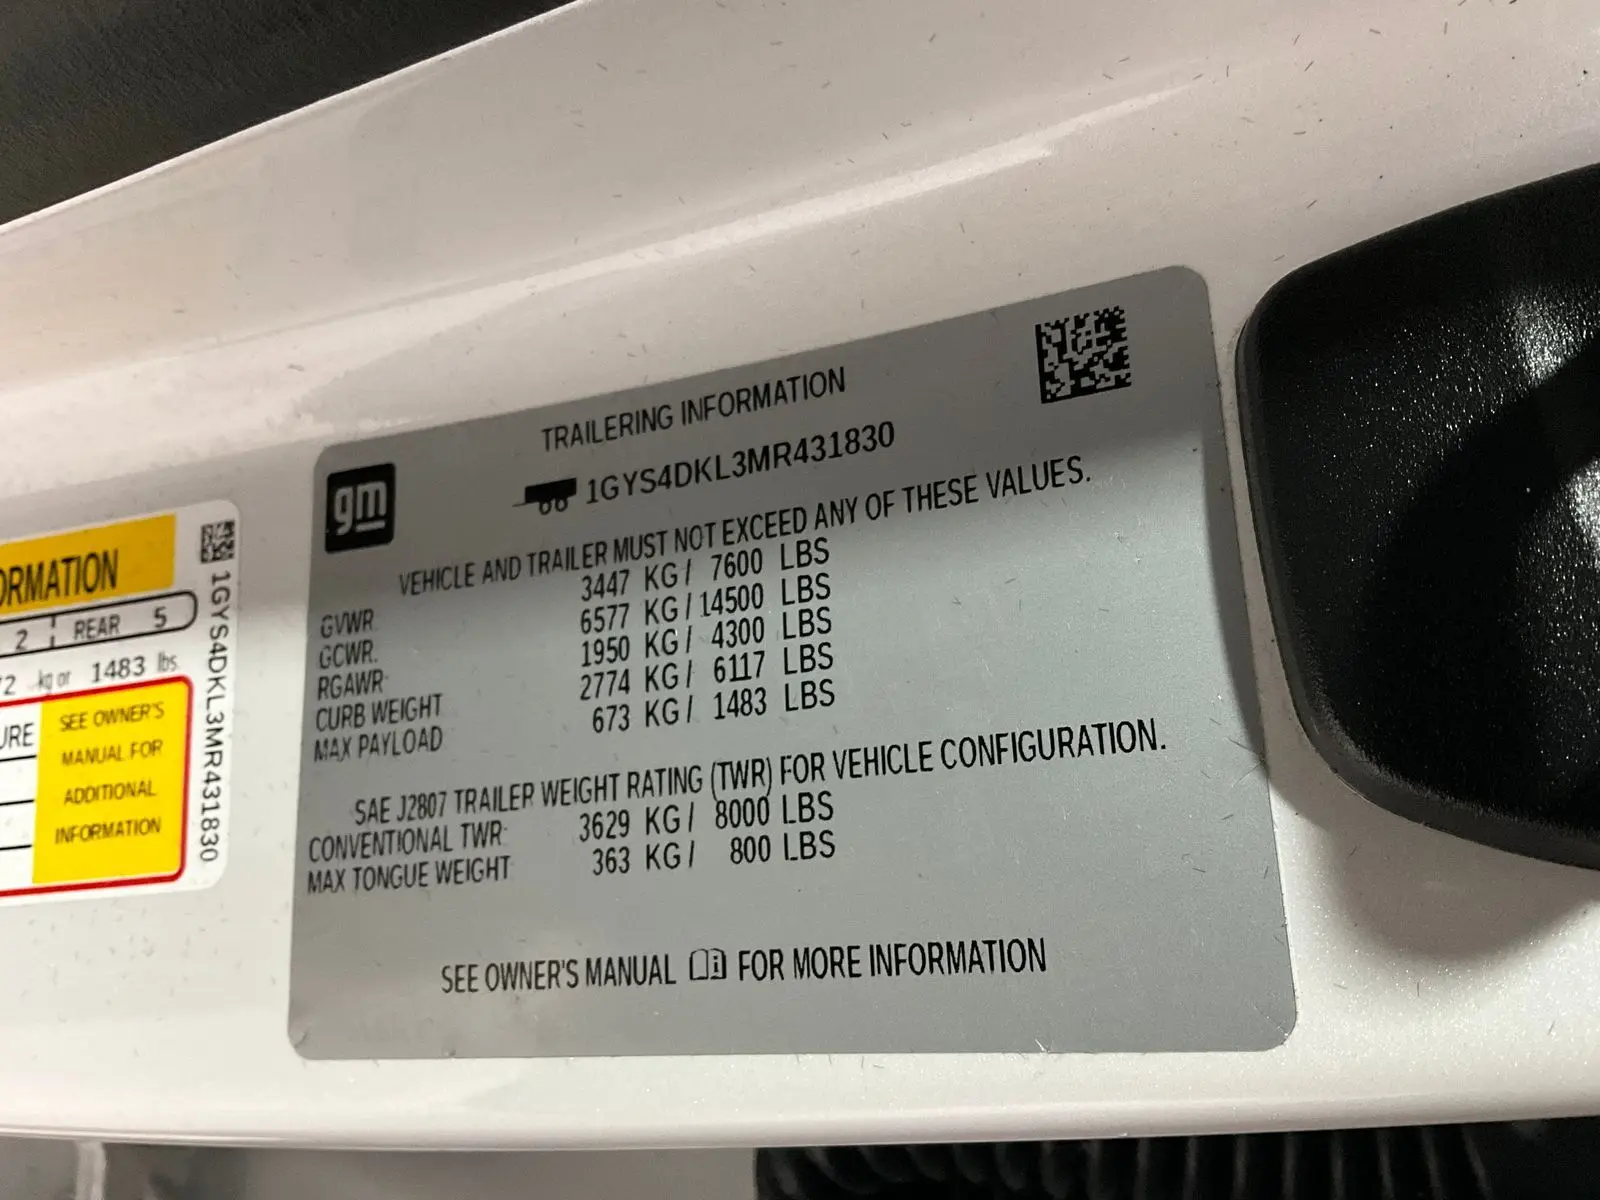 gm
TRAILERING INFORMATION
1GYS4DKL3MR431830
VEHICLE AND TRAILER MUST NOT EXCEED ANY OF THESE VALUES.
GVWR 3447 KG/ 7600 LBS
GCWR. 6577 KG/14500 LBS
RGAWR 1950 KG/ 4300 LBS
CURB WEIGHT 2774 KG/ 6117 LBS
MAX PAYLOAD 673 KG/ 1483 LBS
SAE J2807 TRAILER WEIGHT RATING (TWR) FOR VEHICLE CONFIGURATION.
CONVENTIONAL TWR: 3629 KG/ 8000 LBS
MAX TONGUE WEIGHT 363 KG/ 800 LBS
SEE OWNER'S MANUAL FOR MORE INFORMATION
ORMATION
2 REAR 5
72 kg or 1483 lbs
URE
SEE OWNER'S
MANUAL FOR
ADDITIONAL
INFORMATION
1GYS4DKL3MR431830